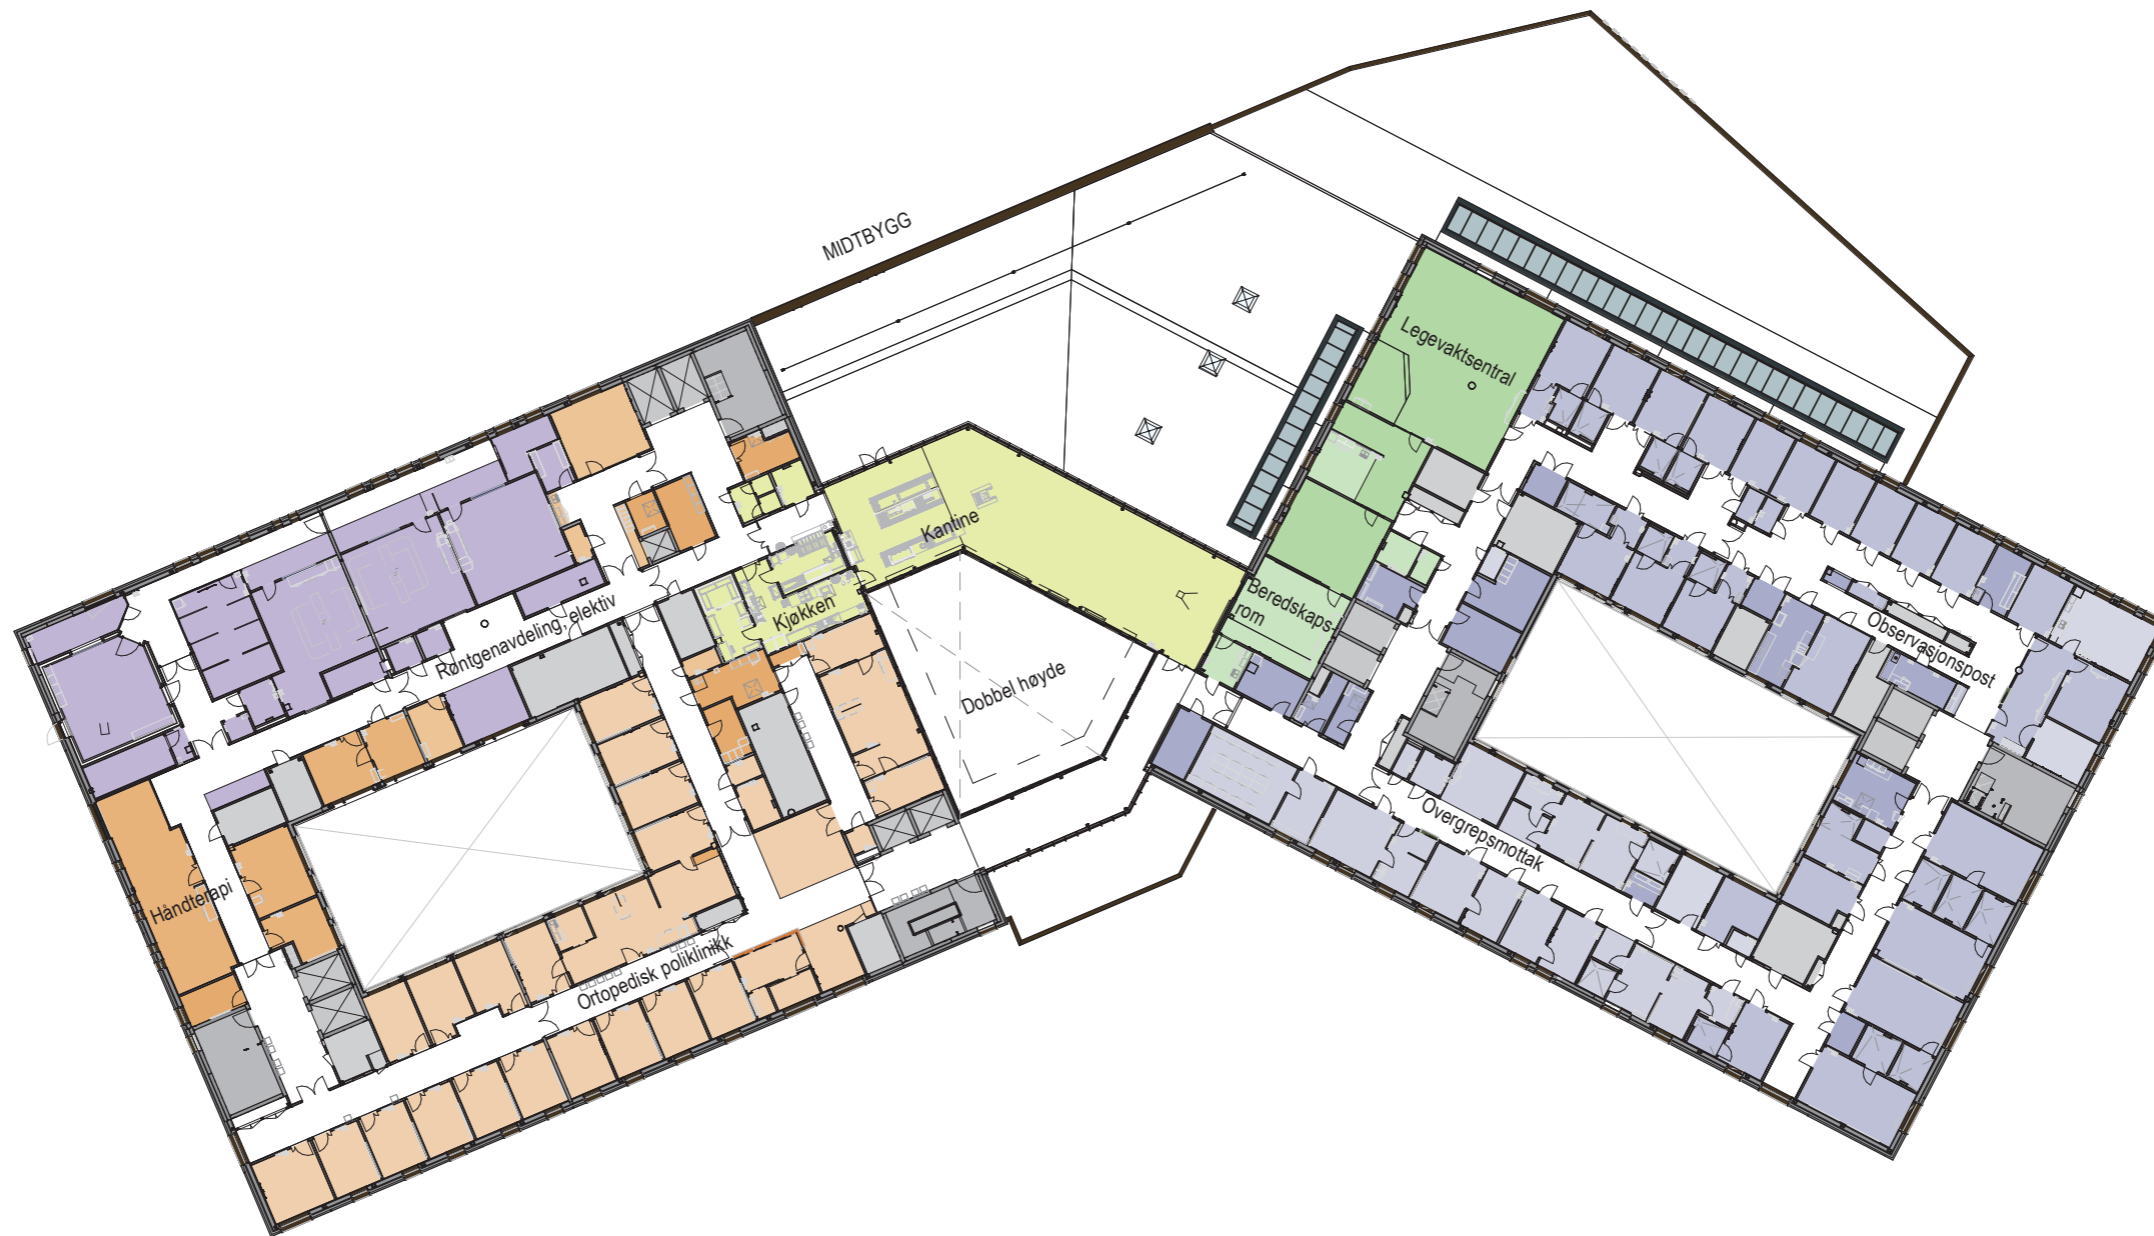 MIDTBYGG
Legevaktsentral
Kantine
Kjøkken
Beredskaps-
rom
Røntgenavdeling, elektiv
Observasjonspost
Dobbel høyde
Overgrepsmottak
Håndterapi
Ortopedisk poliklinikk